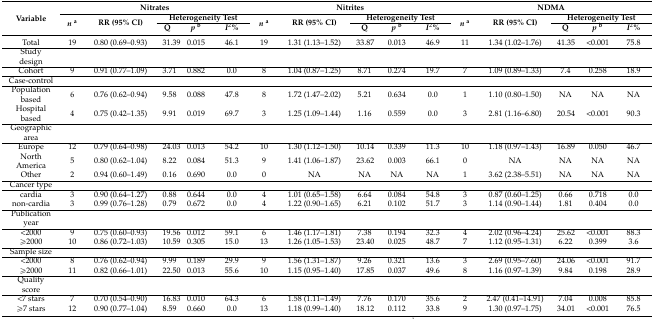 Variable Nitrates Nitrites NDMA
n a RR (95% CI) Heterogeneity Test n a RR (95% CI) Heterogeneity Test n a RR (95% CI) Heterogeneity Test
Q p b I2% Q p b I2% Q p b I2%
Total 19 0.80 (0.69–0.93) 31.39 0.015 46.1 19 1.31 (1.13–1.52) 33.87 0.013 46.9 11 1.34 (1.02–1.76) 41.35 <0.001 75.8
Study
design
Cohort 9 0.91 (0.77–1.09) 3.71 0.882 0.0 8 1.04 (0.87–1.25) 8.71 0.274 19.7 7 1.09 (0.89–1.33) 7.4 0.258 18.9
Case-control
Population
based 6 0.76 (0.62–0.94) 9.58 0.088 47.8 8 1.72 (1.47–2.02) 5.21 0.634 0.0 1 1.10 (0.80–1.50) NA NA NA
Hospital
based 4 0.75 (0.42–1.35) 9.91 0.019 69.7 3 1.25 (1.09–1.44) 1.16 0.559 0.0 3 2.81 (1.16–6.80) 20.54 <0.001 90.3
Geographic
area
Europe 12 0.79 (0.64–0.98) 24.03 0.013 54.2 10 1.30 (1.12–1.50) 10.14 0.339 11.3 10 1.18 (0.97–1.43) 16.89 0.050 46.7
North
America 5 0.80 (0.62–1.04) 8.22 0.084 51.3 9 1.41 (1.06–1.87) 23.62 0.003 66.1 0 NA NA NA NA
Other 2 0.94 (0.60–1.49) 0.16 0.690 0.0 0 NA NA NA NA 1 3.62 (2.38–5.51) NA NA NA
Cancer type
cardia 3 0.90 (0.64–1.27) 0.88 0.644 0.0 4 1.01 (0.65–1.58) 6.64 0.084 54.8 3 0.87 (0.60–1.25) 0.66 0.718 0.0
non-cardia 3 0.99 (0.76–1.28) 0.79 0.672 0.0 4 1.22 (0.90–1.65) 6.21 0.102 51.7 3 1.14 (0.90–1.44) 1.81 0.404 0.0
Publication
year
<2000 9 0.75 (0.60–0.93) 19.56 0.012 59.1 6 1.46 (1.17–1.81) 7.38 0.194 32.3 4 2.02 (0.96–4.24) 25.62 <0.001 88.3
⩾2000 10 0.86 (0.72–1.03) 10.59 0.305 15.0 13 1.26 (1.05–1.53) 23.40 0.025 48.7 7 1.12 (0.95–1.31) 6.22 0.399 3.6
Sample size
<2000 8 0.76 (0.62–0.94) 9.99 0.189 29.9 9 1.56 (1.31–1.87) 9.26 0.321 13.6 3 2.69 (0.95–7.60) 24.06 <0.001 91.7
⩾2000 11 0.82 (0.66–1.01) 22.50 0.013 55.6 10 1.15 (0.95–1.40) 17.85 0.037 49.6 8 1.16 (0.97–1.39) 9.84 0.198 28.9
Quality
score
<7 stars 7 0.70 (0.54–0.90) 16.83 0.010 64.3 6 1.58 (1.11–1.49) 7.76 0.170 35.6 2 2.47 (0.41–14.91) 7.04 0.008 85.8
⩾7 stars 12 0.90 (0.77–1.04) 8.59 0.660 0.0 13 1.18 (0.99–1.40) 18.12 0.112 33.8 9 1.30 (0.97–1.75) 34.01 <0.001 76.5